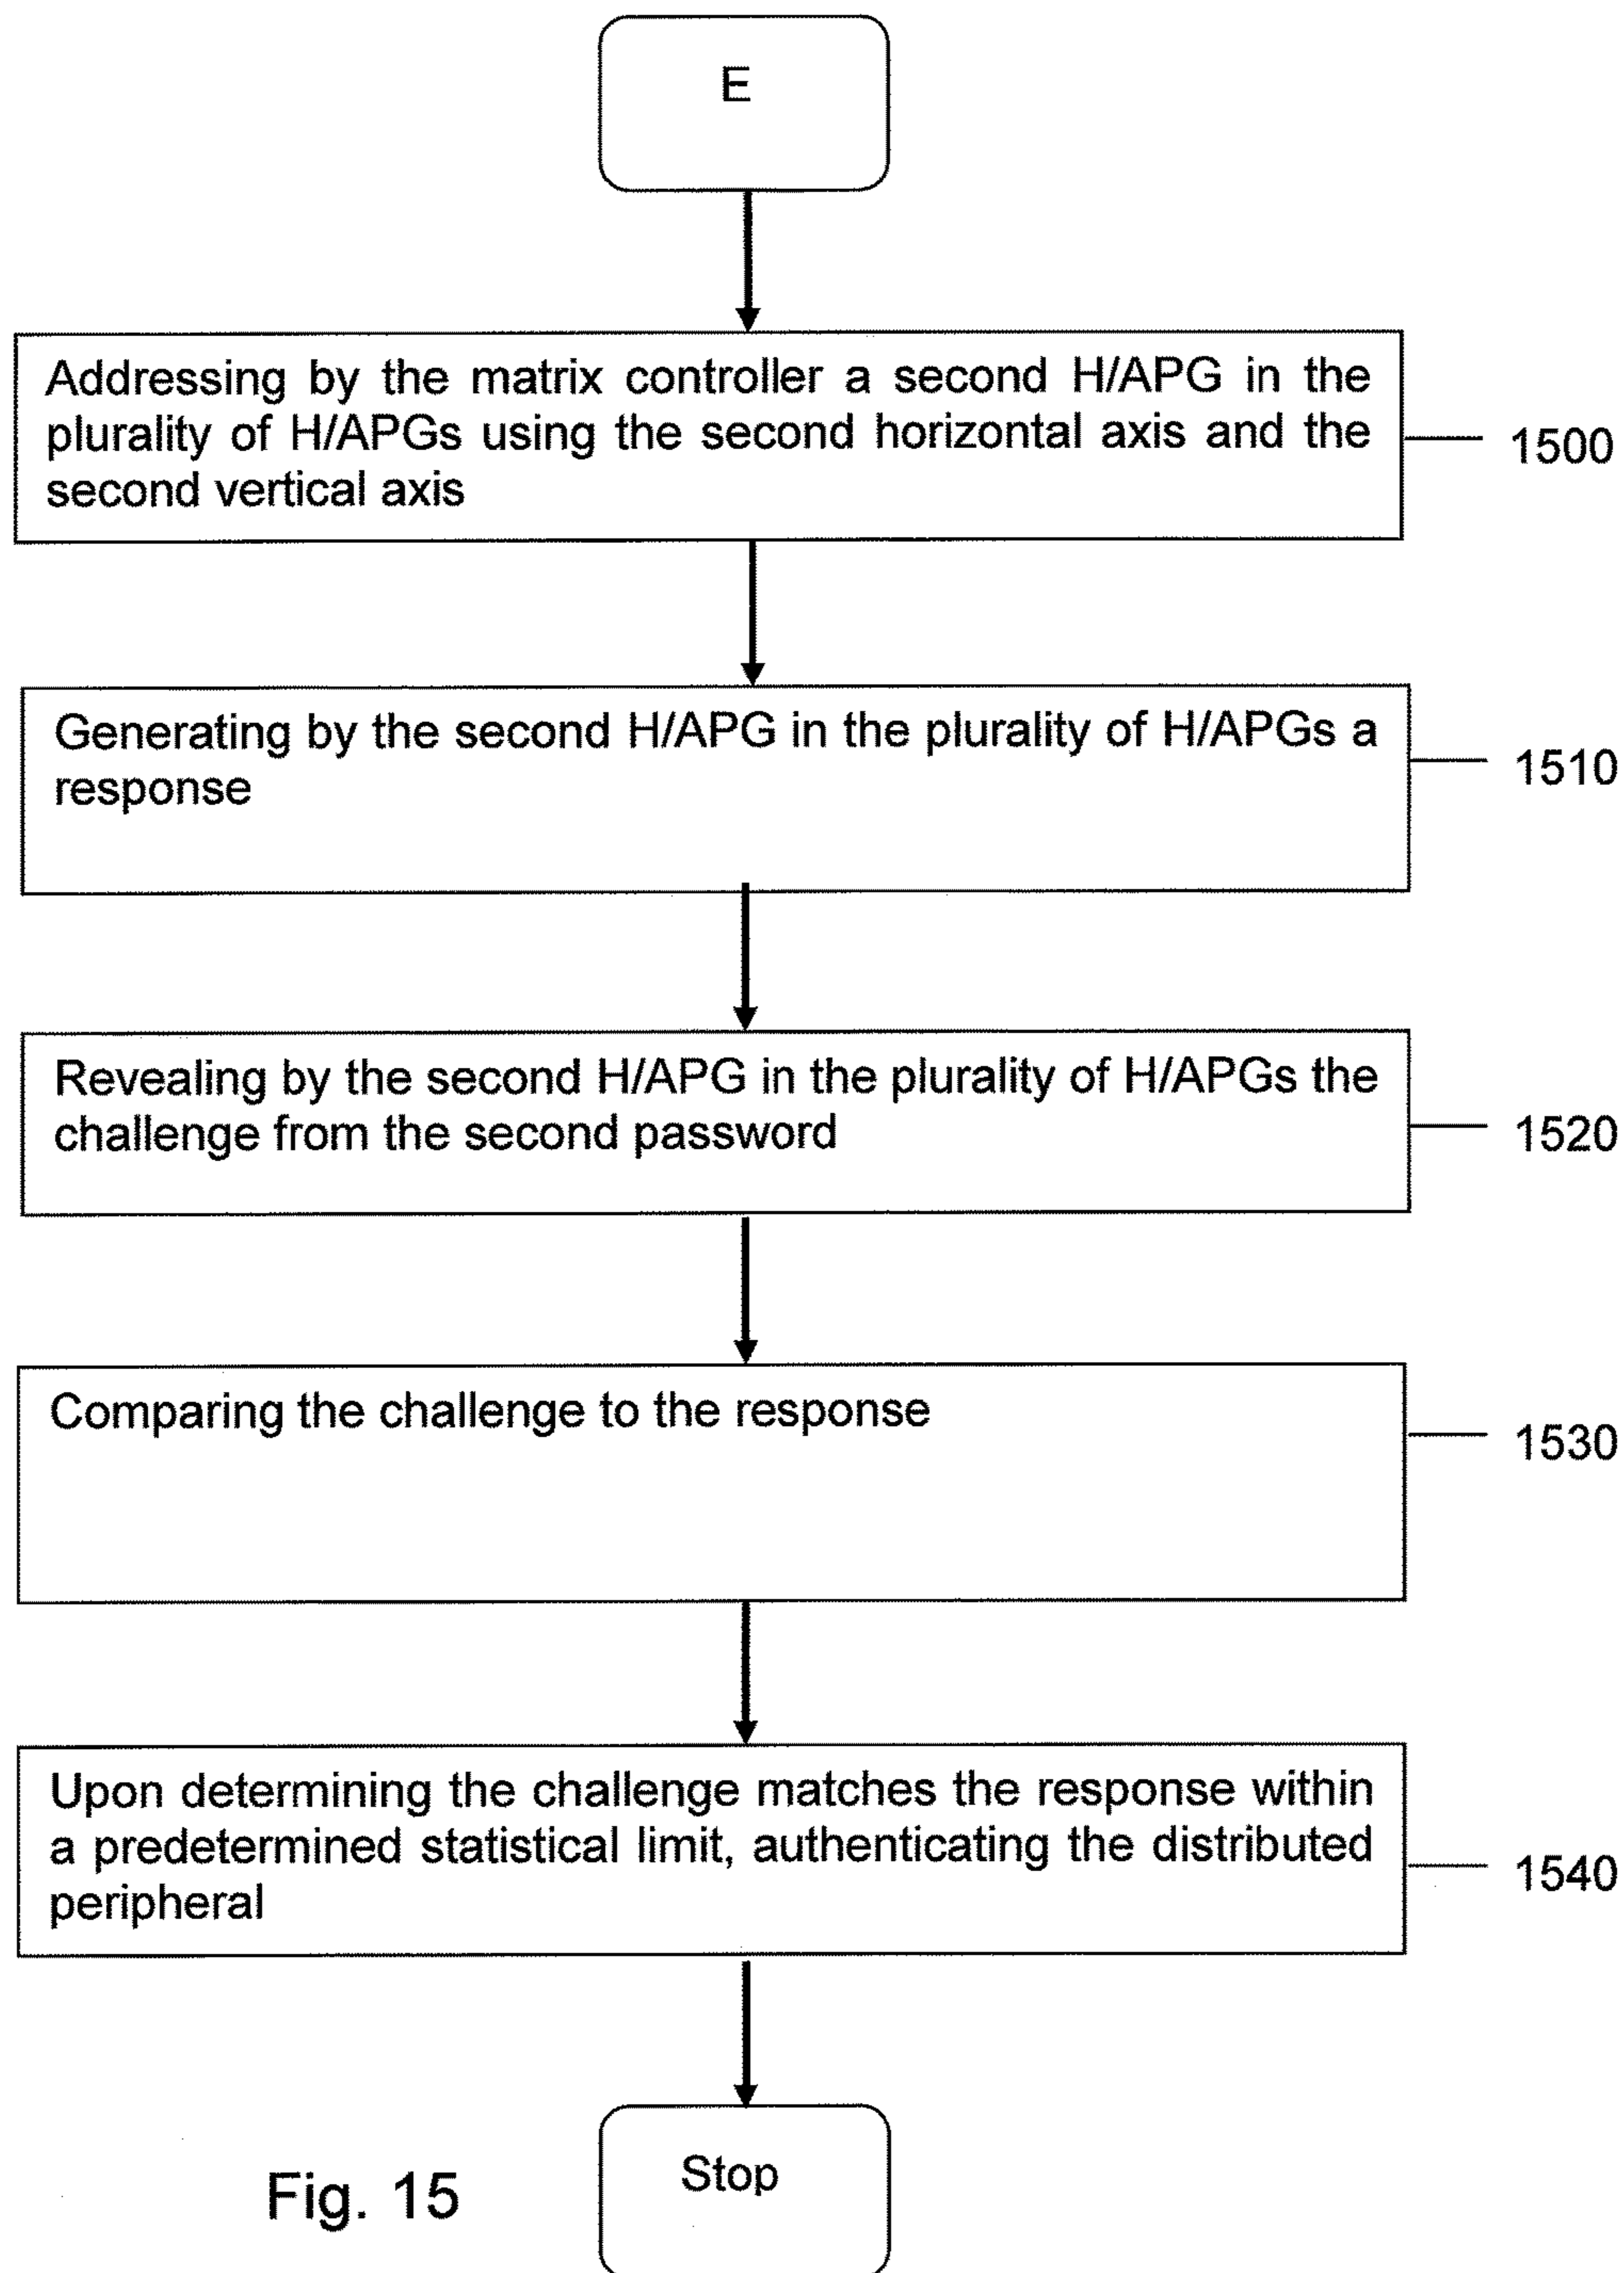 E
Addressing by the matrix controller a second H/APG in the
plurality of H/APGs using the second horizontal axis and the
second vertical axis
1500
Generating by the second H/APG in the plurality of H/APGs a
response
1510
Revealing by the second H/APG in the plurality of H/APGs the
challenge from the second password
1520
Comparing the challenge to the response
1530
Upon determining the challenge matches the response within
a predetermined statistical limit, authenticating the distributed
peripheral
1540
Stop
Fig. 15